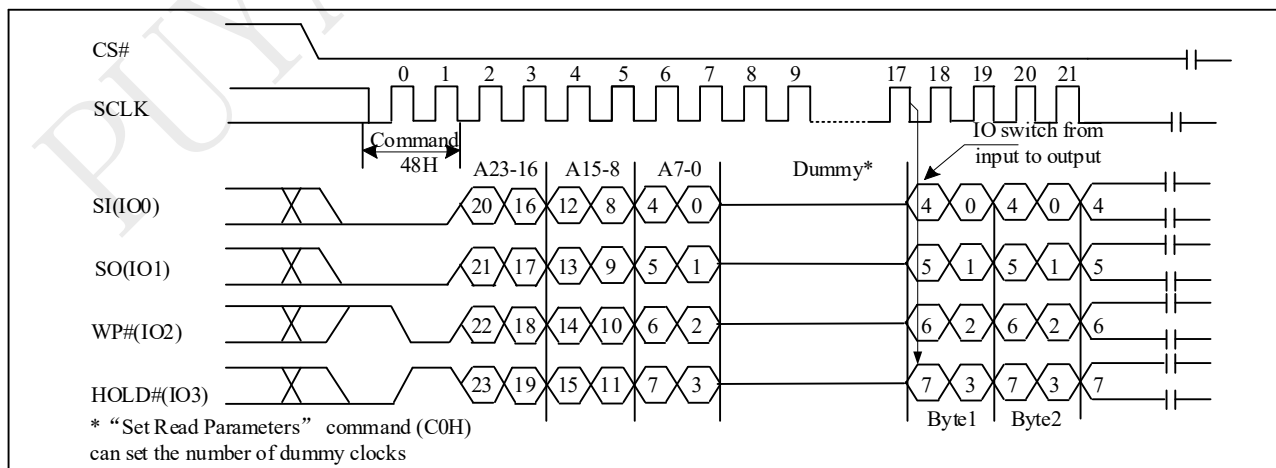 PUYA
CS#
0 1 2 3 4 5 6 7 8 9 17 18 19 20 21
SCLK
Command
48H
IO switch from
input to output
A23-16 A15-8 A7-0 Dummy*
SI(IO0) 20 16 12 8 4 0 4 0 4 0 4
SO(IO1) 21 17 13 9 5 1 5 1 5 1 5
WP#(IO2) 22 18 14 10 6 2 6 2 6 2 6
HOLD#(IO3) 23 19 15 11 7 3 7 3 7 3 7
Byte1 Byte2
* “Set Read Parameters” command (C0H)
can set the number of dummy clocks